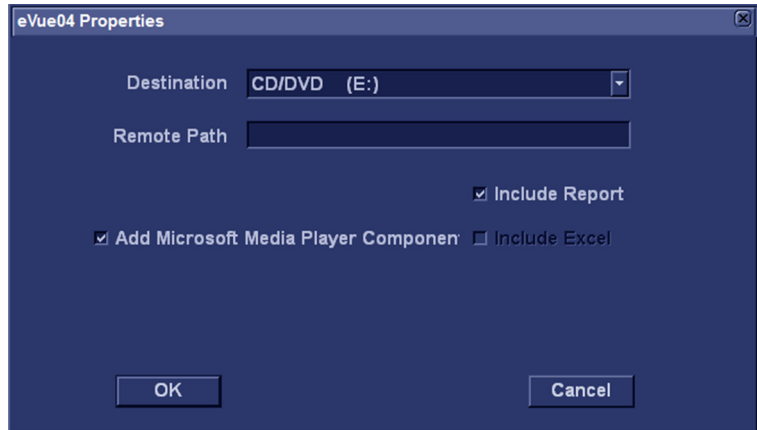 eVue04 Properties
Destination CD/DVD (E:)
Remote Path
Include Report
Add Microsoft Media Player Componen Include Excel
OK Cancel